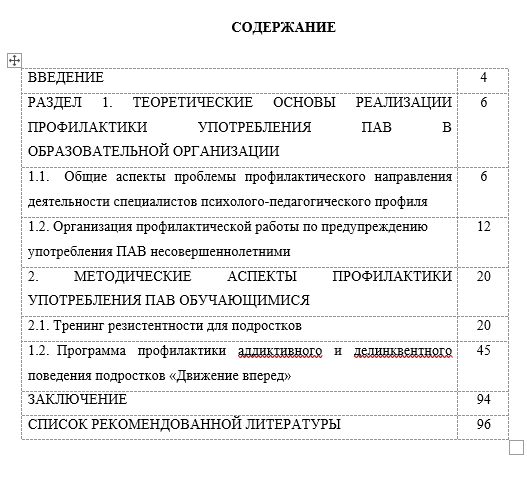 СОДЕРЖАНИЕ
ВВЕДЕНИЕ 4
РАЗДЕЛ 1. ТЕОРЕТИЧЕСКИЕ ОСНОВЫ РЕАЛИЗАЦИИ 6
ПРОФИЛАКТИКИ УПОТРЕБЛЕНИЯ ПАВ В
ОБРАЗОВАТЕЛЬНОЙ ОРГАНИЗАЦИИ
1.1. Общие аспекты проблемы профилактического направления 6
деятельности специалистов психолого-педагогического профиля
1.2. Организация профилактической работы по предупреждению 12
употребления ПАВ несовершеннолетними
2. МЕТОДИЧЕСКИЕ АСПЕКТЫ ПРОФИЛАКТИКИ 20
УПОТРЕБЛЕНИЯ ПАВ ОБУЧАЮЩИМИСЯ
2.1. Тренинг резистентности для подростков 20
1.2. Программа профилактики аддиктивного и делинквентного 45
поведения подростков «Движение вперед»
ЗАКЛЮЧЕНИЕ 94
СПИСОК РЕКОМЕНДОВАННОЙ ЛИТЕРАТУРЫ 96